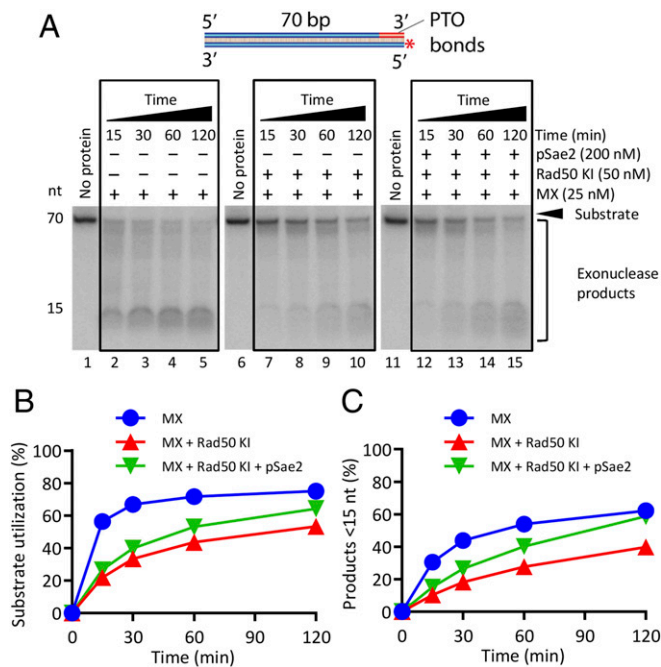 A
5′ 70 bp 3′ PTO
3′ 5′ * bonds
Time Time Time
15 30 60 120 15 30 60 120 15 30 60 120 Time (min)
No protein − − − − No protein − − − − No protein + + + + pSae2 (200 nM)
− − − − + + + + + + + + Rad50 KI (50 nM)
nt + + + + + + + + + + + + MX (25 nM)
70 Substrate
Exonuclease
15 products
1 2 3 4 5 6 7 8 9 10 11 12 13 14 15
B
MX
MX + Rad50 KI
MX + Rad50 KI + pSae2
Substrate utilization (%)
100
80
60
40
20
0
0 30 60 90 120
Time (min)
C
MX
MX + Rad50 KI
MX + Rad50 KI + pSae2
Products <15 nt (%)
100
80
60
40
20
0
0 30 60 90 120
Time (min)